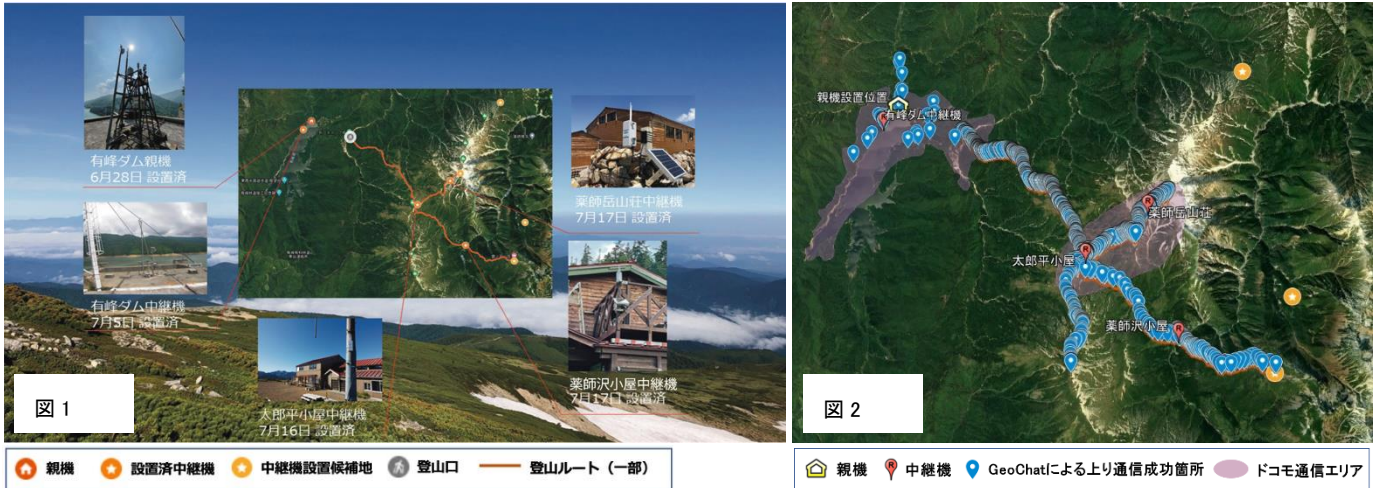 有峰ダム親機
6月28日 設置済
有峰ダム中継機
7月5日 設置済
太郎平小屋中継機
7月16日 設置済
薬師岳山荘中継機
7月17日 設置済
薬師沢小屋中継機
7月17日 設置済
図 1
親機 設置済中継機 中継機設置候補地 登山口 登山ルート（一部）
親機設置位置
有峰ダム中継機
薬師岳山荘
太郎平小屋
薬師沢小屋
図 2
親機 中継機 GeoChatによる上り通信成功箇所 ドコモ通信エリア